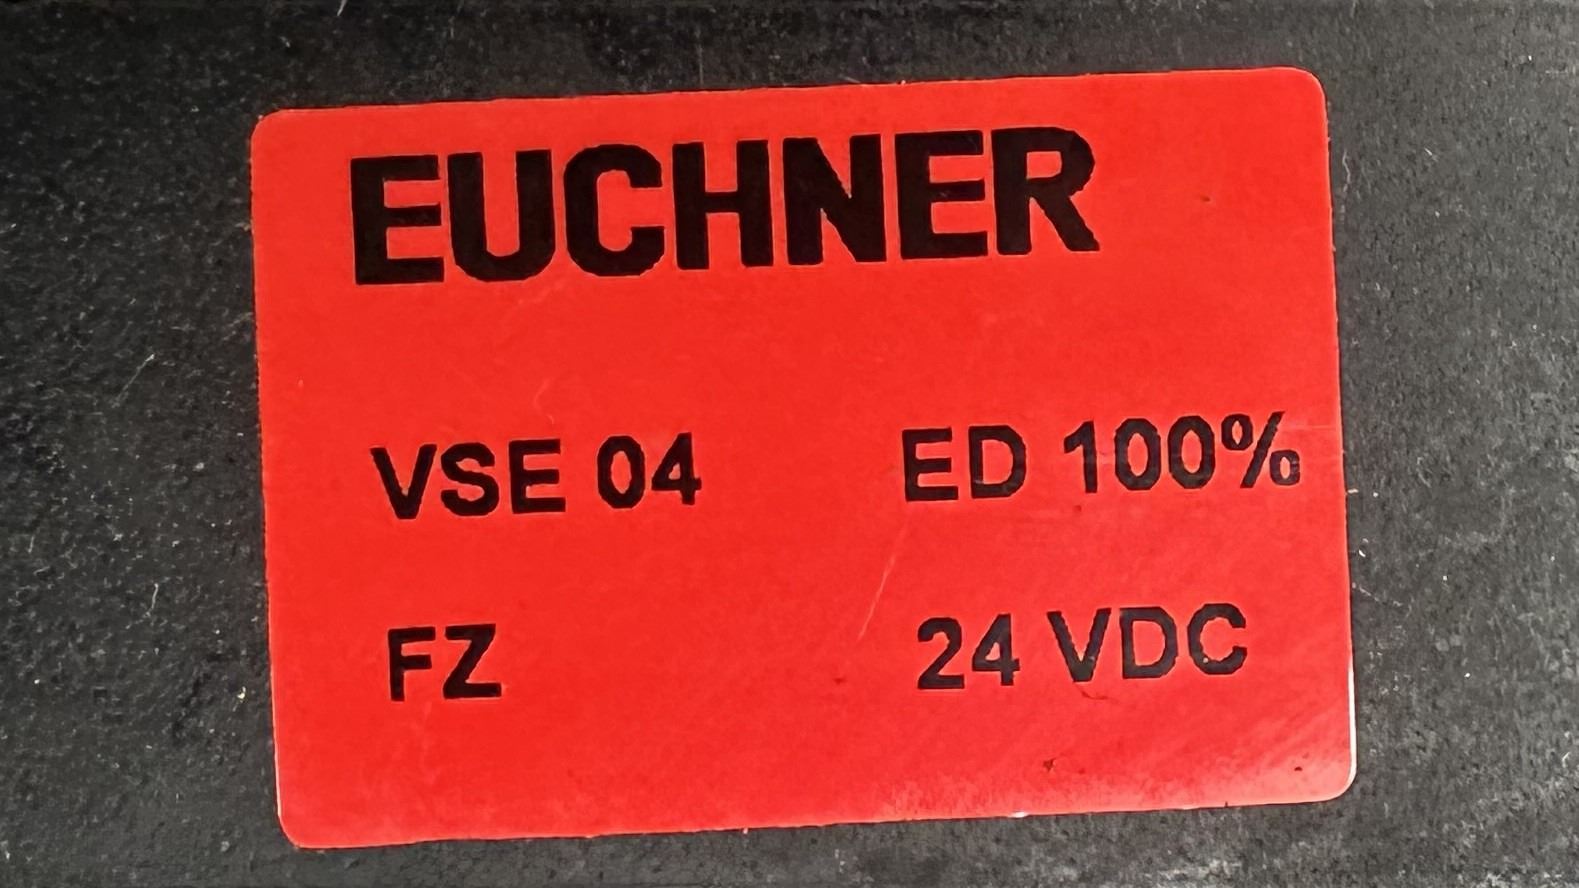 EUCHNER
VSE 04 ED 100%
FZ 24 VDC